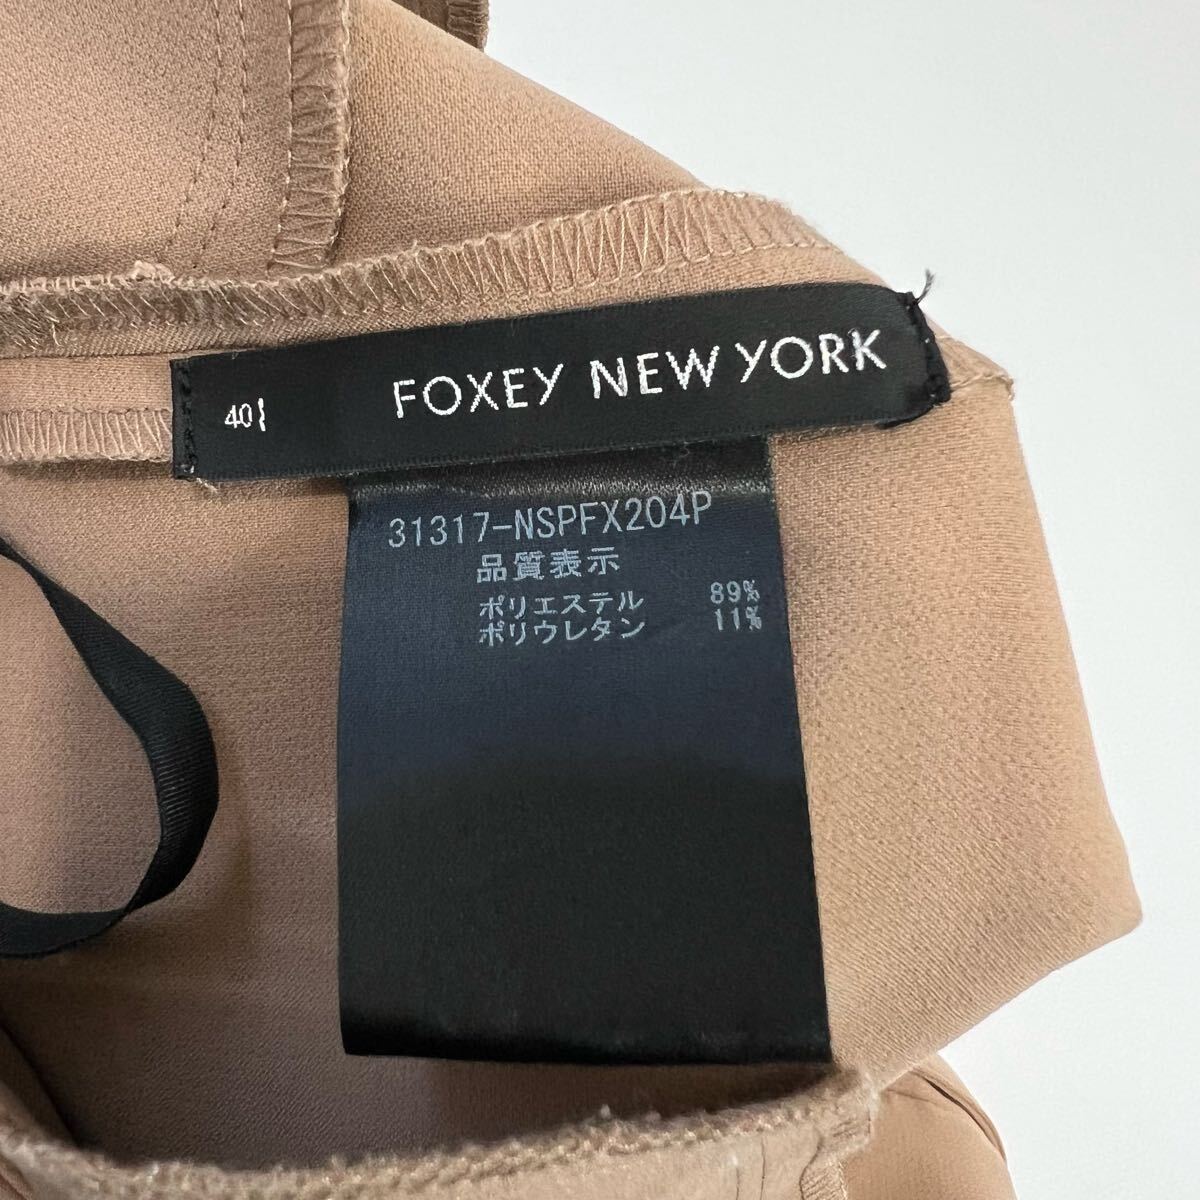 FOXEY NEW YORK
40
31317-NSPFX204P
品質表示
ポリエステル 89%
ポリウレタン 11%